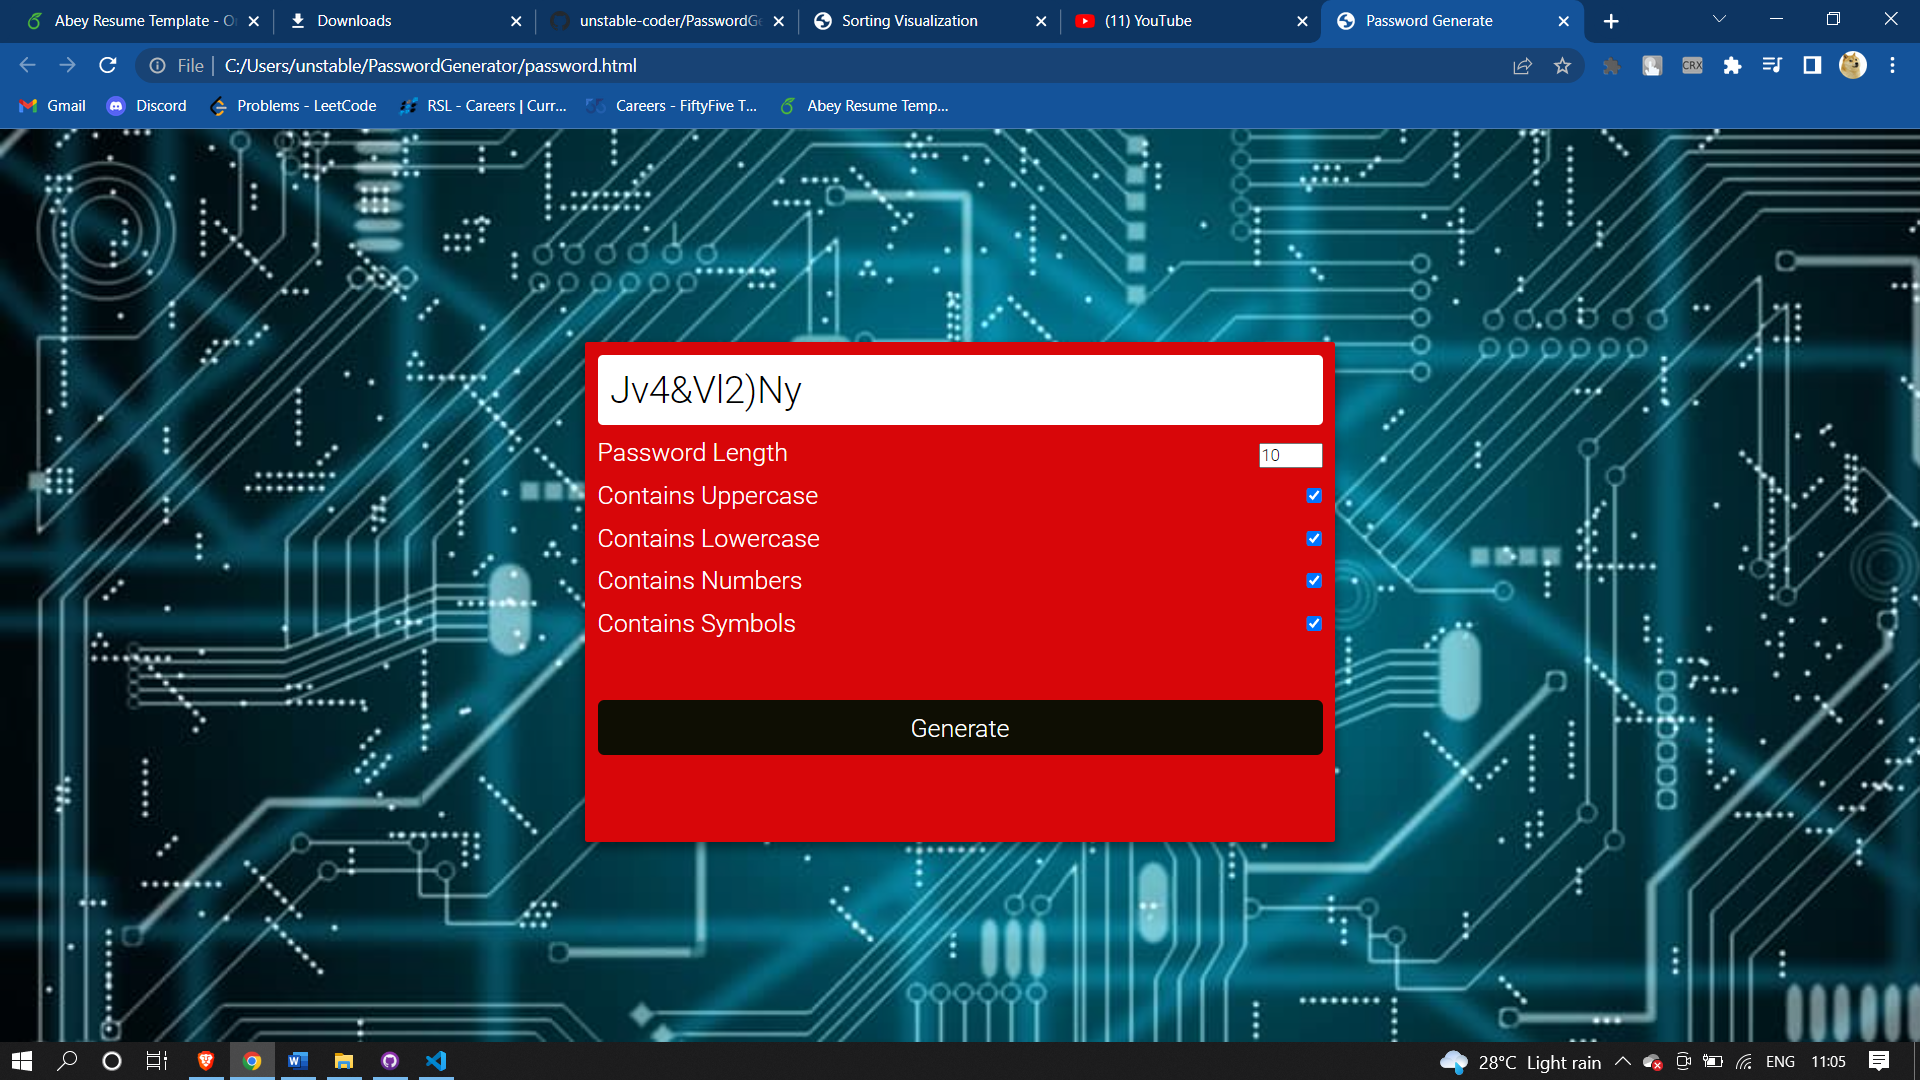 Abey Resume Template - O
Downloads
unstable-coder/PasswordGe
Sorting Visualization
(11) YouTube
Password Generate
File
C:/Users/unstable/PasswordGenerator/password.html
CRX
Gmail
Discord
Problems - LeetCode
RSL - Careers | Curr...
Careers - FiftyFive T...
Abey Resume Temp...
Jv4&Vl2)Ny
Password Length
10
Contains Uppercase
Contains Lowercase
Contains Numbers
Contains Symbols
Generate
28°C Light rain
ENG
11:05